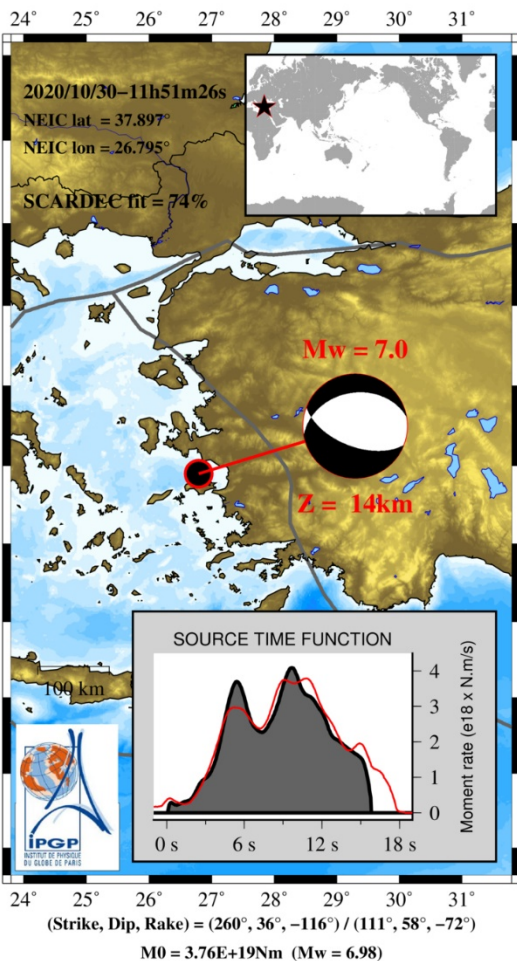 24° 25° 26° 27° 28° 29° 30° 31°
2020/10/30−11h51m26s
NEIC lat = 37.897°
NEIC lon = 26.795°
SCARDEC fit = 74%
Mw = 7.0
Z = 14km
SOURCE TIME FUNCTION
4
3
2
1
0
Moment rate (e18 x N.m/s)
0 s 6 s 12 s 18 s
100 km
iPGP
INSTITUT DE PHYSIQUE
DU GLOBE DE PARIS
24° 25° 26° 27° 28° 29° 30° 31°
(Strike, Dip, Rake) = (260°, 36°, −116°) / (111°, 58°, −72°)
M0 = 3.76E+19Nm (Mw = 6.98)